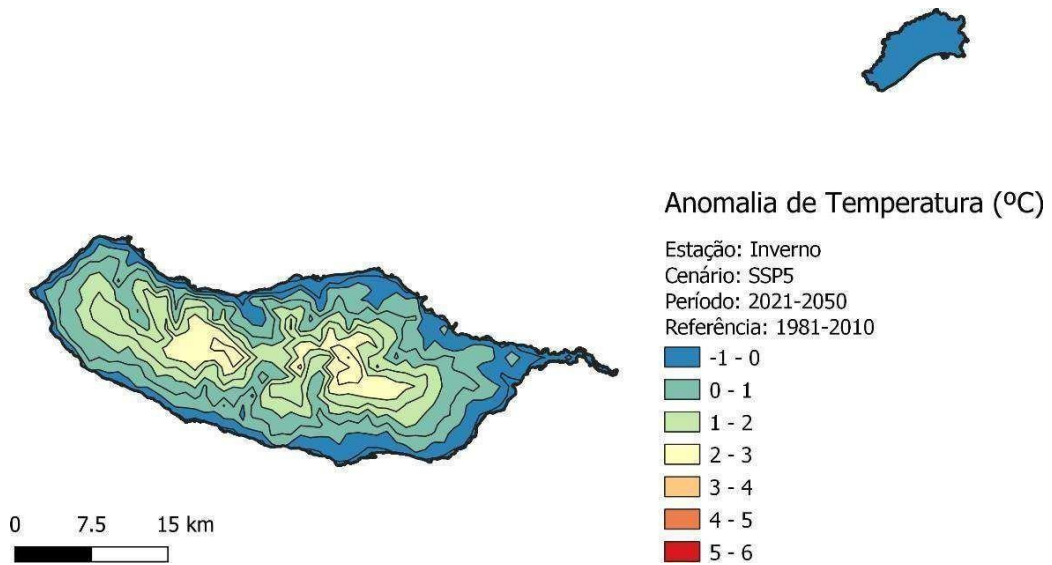 Anomalia de Temperatura (ºC)
Estação: Inverno
Cenário: SSP5
Período: 2021-2050
Referência: 1981-2010
-1 - 0
0 - 1
1 - 2
2 - 3
3 - 4
4 - 5
5 - 6
0 7.5 15 km